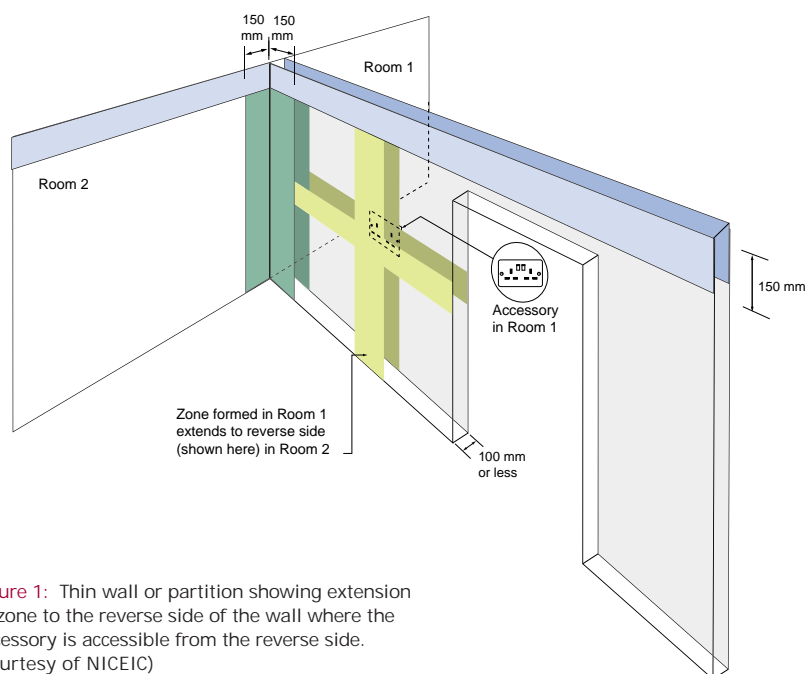 150 150
mm mm
Room 1
Room 2
150 mm
Accessory
in Room 1
Zone formed in Room 1
extends to reverse side
(shown here) in Room 2
100 mm
or less
ure 1: Thin wall or partition showing extension
zone to the reverse side of the wall where the
essory is accessible from the reverse side.
urtesy of NICEIC)